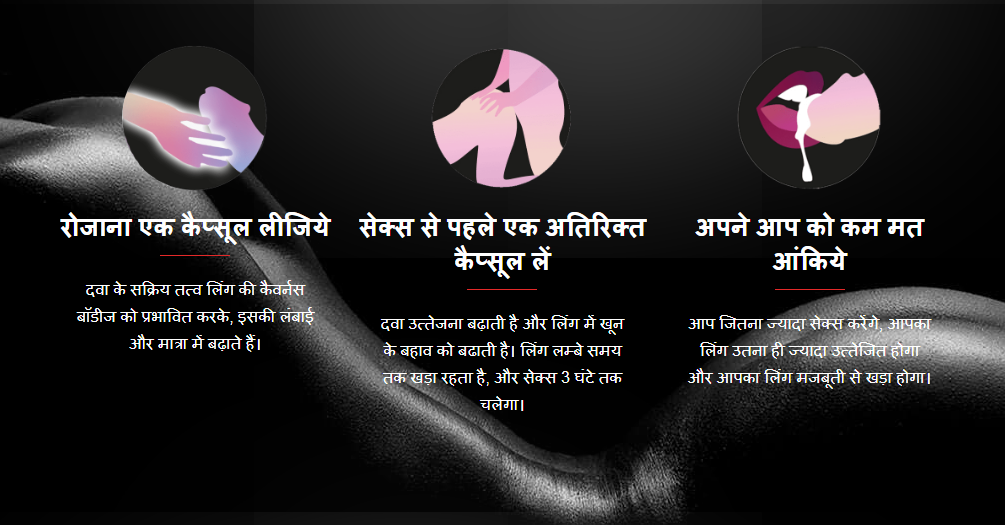 रोजाना एक कैप्सूल लीजिये
दवा के सक्रिय तत्व लिंग की कैवर्नस
बॉडीज को प्रभावित करके, इसकी लंबाई
और मात्रा में बढ़ाते हैं।
सेक्स से पहले एक अतिरिक्त
कैप्सूल लें
दवा उत्तेजना बढ़ाती है और लिंग में खून
के बहाव को बढाती है। लिंग लम्बे समय
तक खड़ा रहता है, और सेक्स 3 घंटे तक
चलेगा।
अपने आप को कम मत
आंकिये
आप जितना ज्यादा सेक्स करेंगे, आपका
लिंग उतना ही ज्यादा उत्तेजित होगा
और आपका लिंग मजबूती से खड़ा होगा।